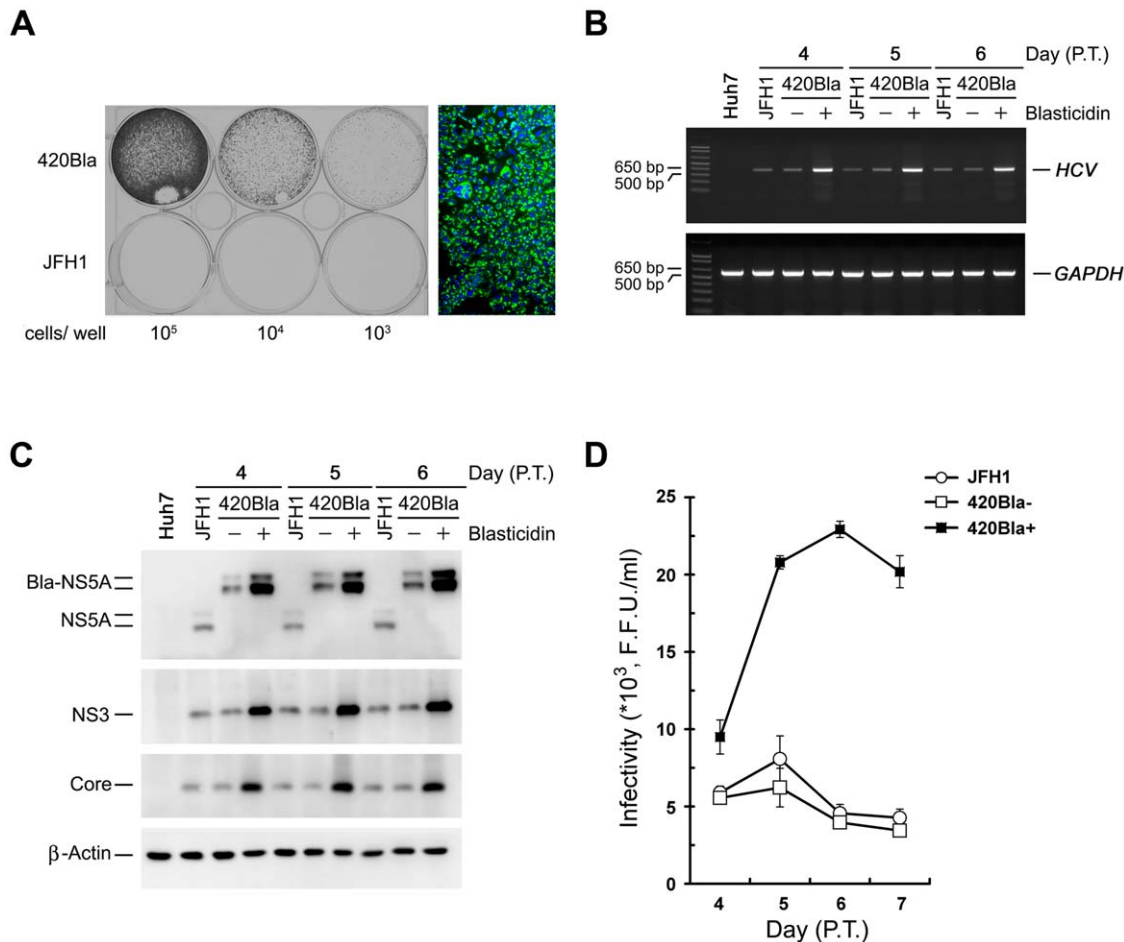 A
420Bla
JFH1
cells/ well 10⁵ 10⁴ 10³
B
4 5 6 Day (P.T.)
Huh7 JFH1 420Bla JFH1 420Bla JFH1 420Bla
− + − + − + Blasticidin
650 bp
500 bp
HCV
650 bp
500 bp
GAPDH
C
4 5 6 Day (P.T.)
Huh7 JFH1 420Bla JFH1 420Bla JFH1 420Bla
− + − + − + Blasticidin
Bla-NS5A
NS5A
NS3
Core
β-Actin
D
JFH1
420Bla-
420Bla+
Infectivity (*10³, F.F.U./ml)
25
20
15
10
5
0
4 5 6 7
Day (P.T.)